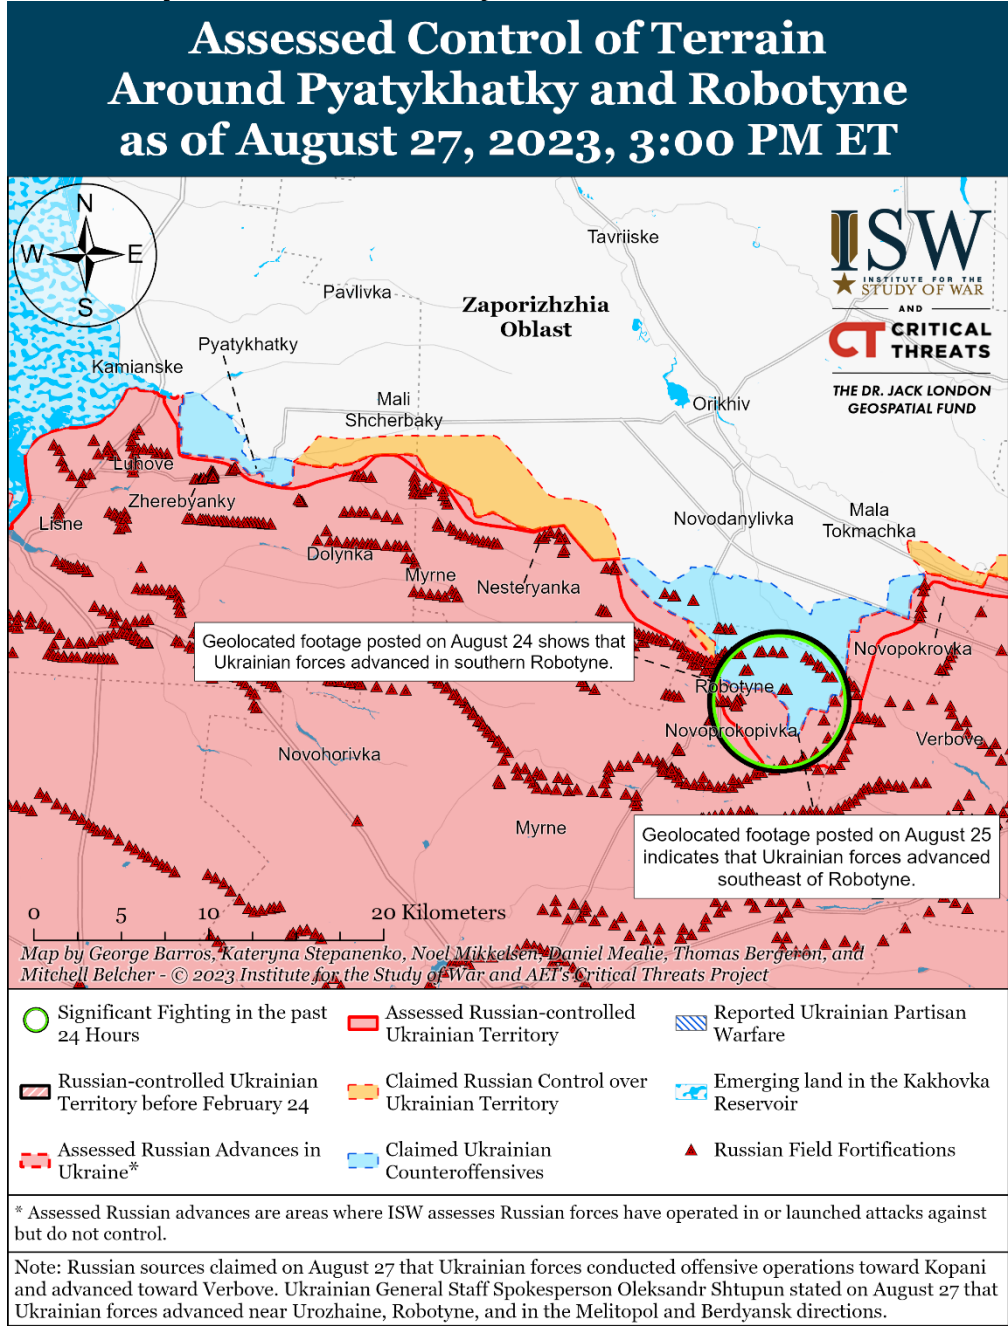 Assessed Control of Terrain
Around Pyatykhatky and Robotyne
as of August 27, 2023, 3:00 PM ET
N
W
E
S
Tavriiske
ISW
INSTITUTE FOR THE
STUDY OF WAR
AND
CT CRITICAL
THREATS
THE DR. JACK LONDON
GEOSPATIAL FUND
Pavlivka
Zaporizhzhia
Oblast
Pyatykhatky
Kamianske
Mali
Shcherbaky
Orikhiv
Luhove
Zherebyanky
Lisne
Novodanylivka
Mala
Tokmachka
Dolynka
Myrne
Nesteryanka
Geolocated footage posted on August 24 shows that
Ukrainian forces advanced in southern Robotyne.
Novopokrovka
Robotyne
Novoprokopivka
Verbove
Novohorivka
Myrne
Geolocated footage posted on August 25
indicates that Ukrainian forces advanced
southeast of Robotyne.
0 5 10 20 Kilometers
Map by George Barros, Kateryna Stepanenko, Noel Mikkelsen, Daniel Mealie, Thomas Bergeron, and
Mitchell Belcher - © 2023 Institute for the Study of War and AEI's Critical Threats Project
Significant Fighting in the past
24 Hours
Assessed Russian-controlled
Ukrainian Territory
Reported Ukrainian Partisan
Warfare
Russian-controlled Ukrainian
Territory before February 24
Claimed Russian Control over
Ukrainian Territory
Emerging land in the Kakhovka
Reservoir
Assessed Russian Advances in
Ukraine*
Claimed Ukrainian
Counteroffensives
Russian Field Fortifications
* Assessed Russian advances are areas where ISW assesses Russian forces have operated in or launched attacks against
but do not control.
Note: Russian sources claimed on August 27 that Ukrainian forces conducted offensive operations toward Kopani
and advanced toward Verbove. Ukrainian General Staff Spokesperson Oleksandr Shtupun stated on August 27 that
Ukrainian forces advanced near Urozhaine, Robotyne, and in the Melitopol and Berdyansk directions.